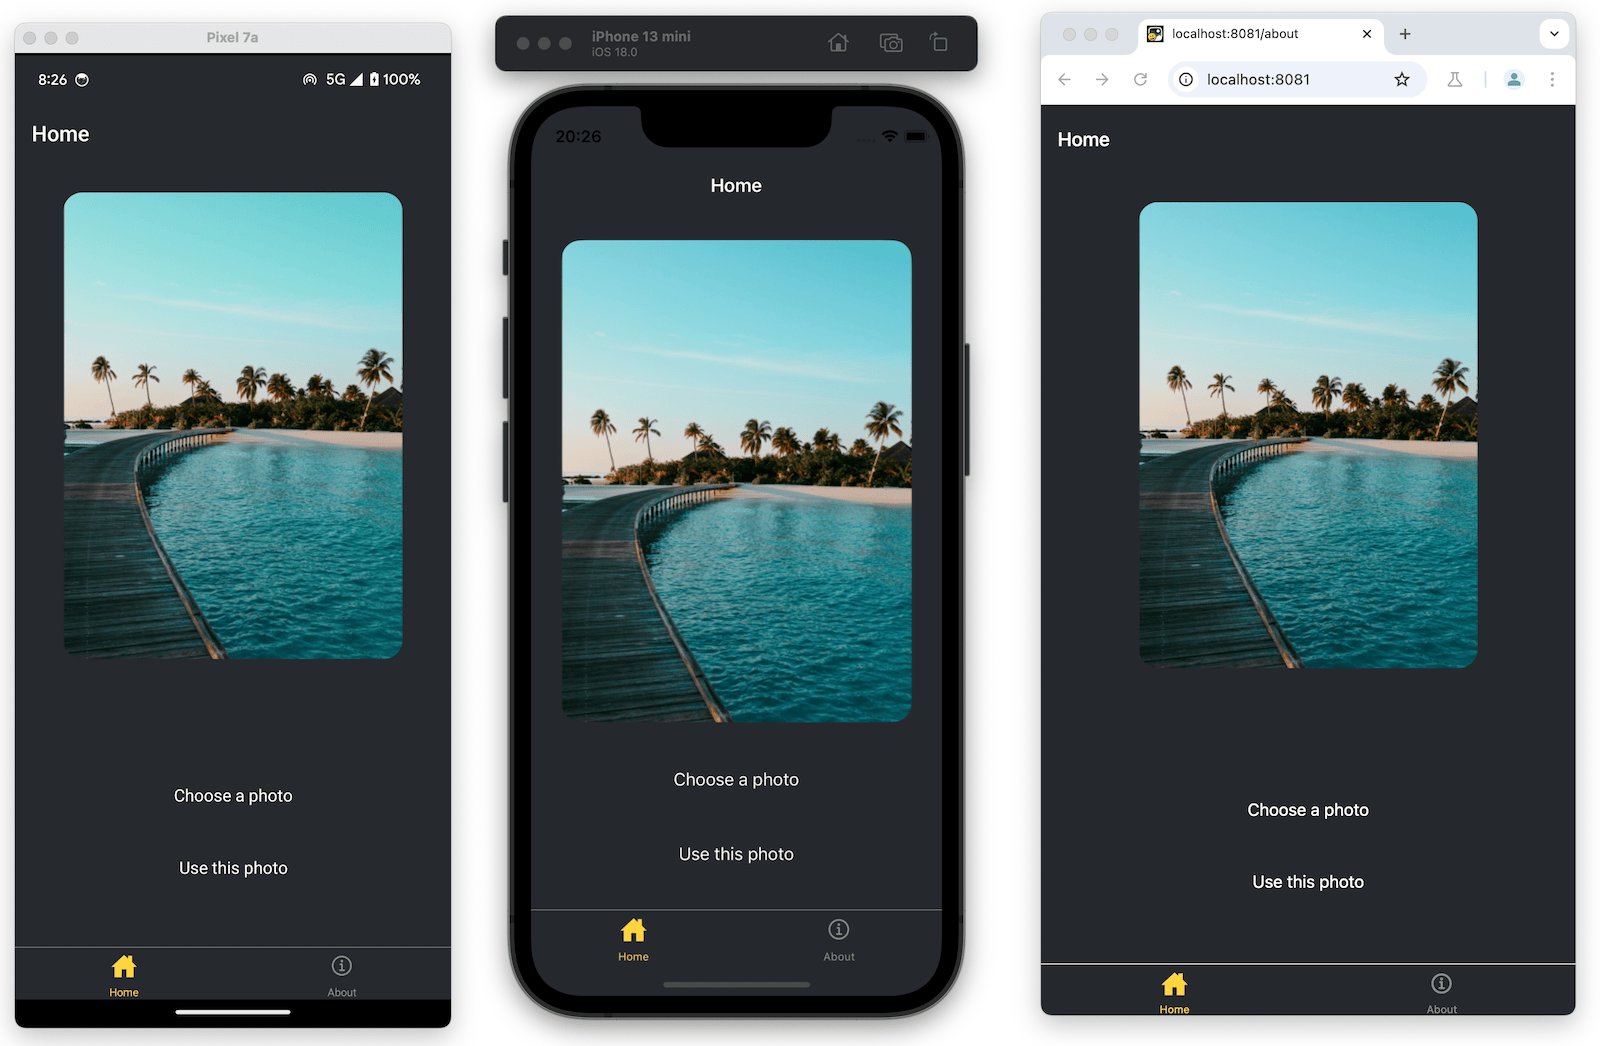 Pixel 7a
8:26
5G 100%
Home
Choose a photo
Use this photo
Home
About
iPhone 13 mini
iOS 18.0
20:26
Home
Choose a photo
Use this photo
Home
About
localhost:8081/about
localhost:8081
Home
Choose a photo
Use this photo
Home
About